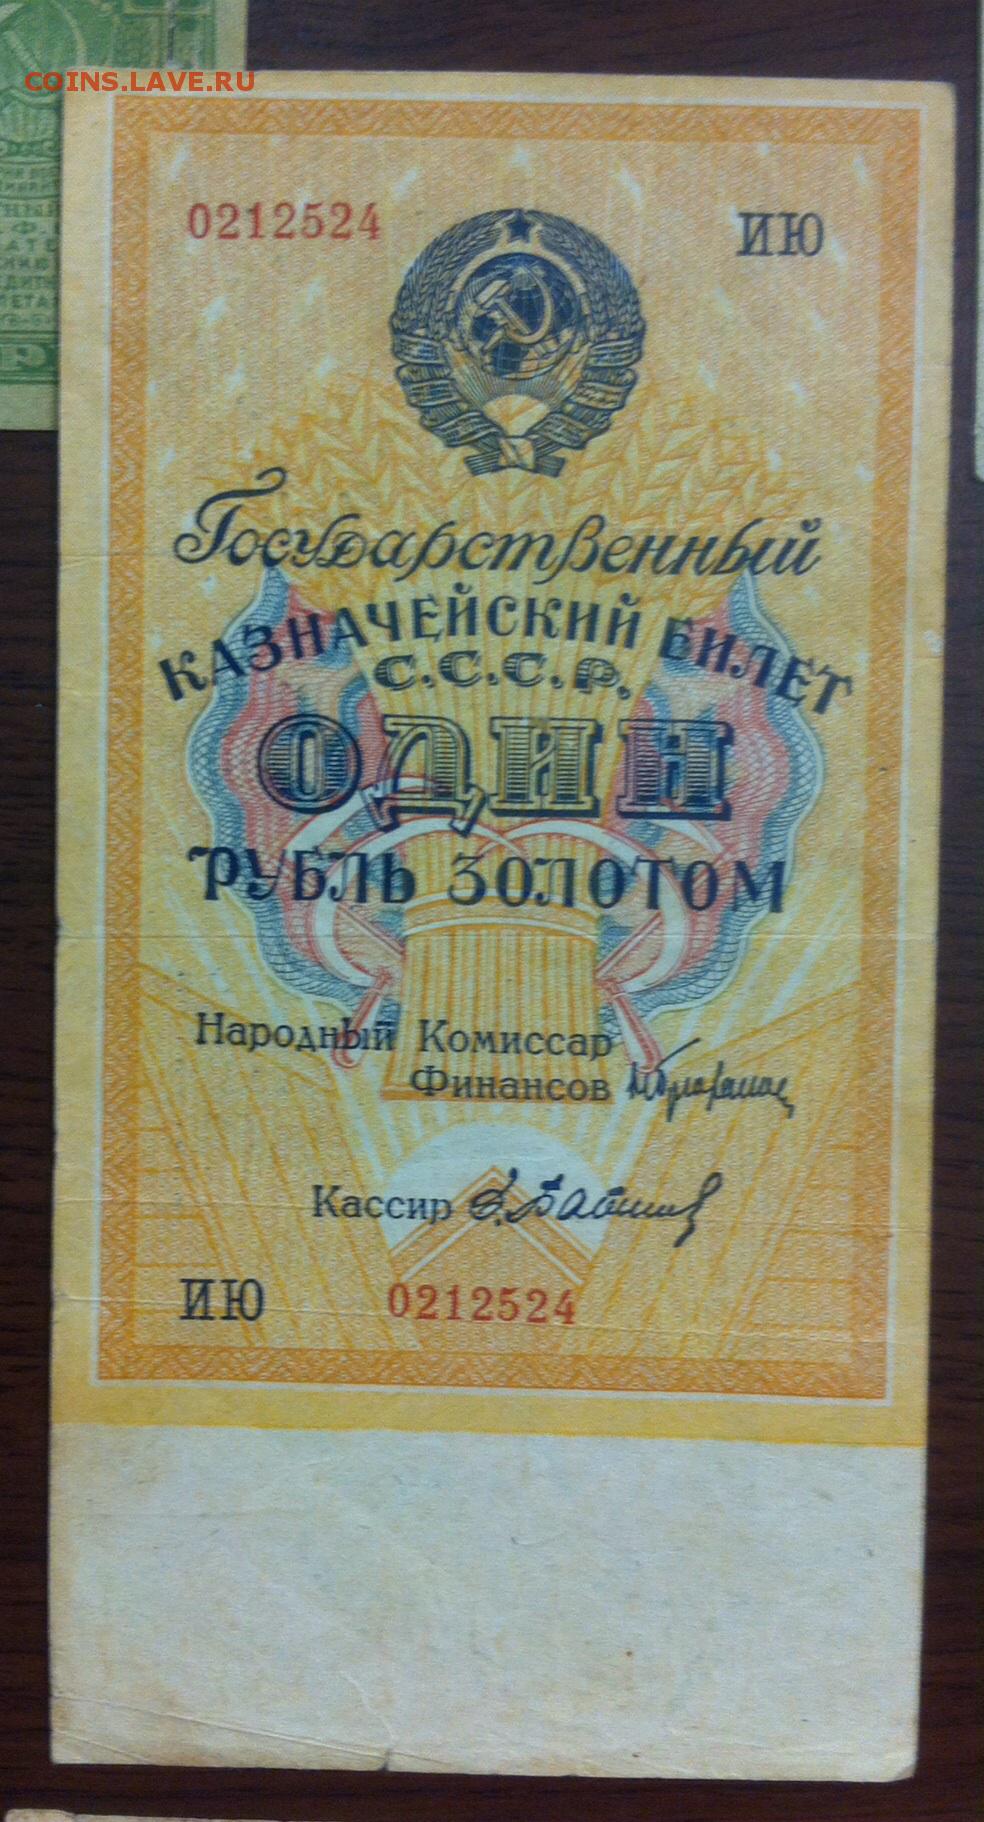 COINS.LAVE.RU
0212524 ИЮ
Государственный
КАЗНАЧЕЙСКИЙ БИЛЕТ
С.С.С.Р.
ОДИН
РУБЛЬ ЗОЛОТОМ
Народный Комиссар
Финансов
Кассир
ИЮ 0212524